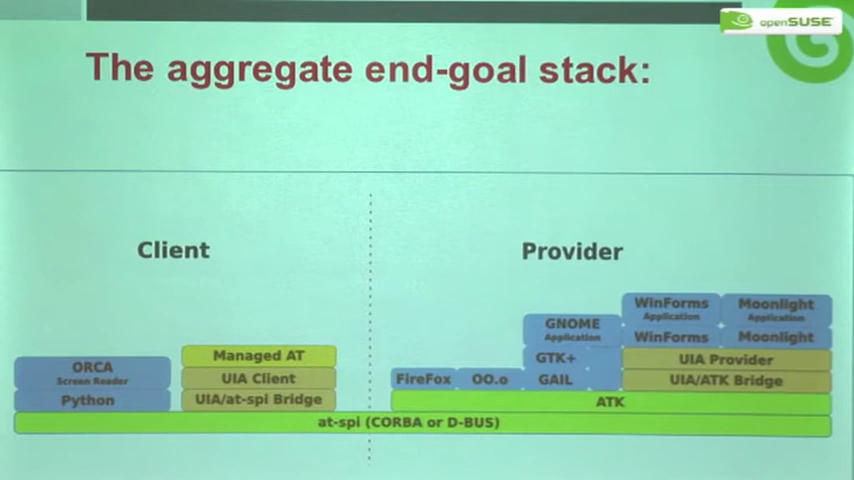 openSUSE
The aggregate end-goal stack:
Client
Provider
ORCA
Screen Reader
Python
Managed AT
UIA Client
UIA/at-spi Bridge
FireFox
OO.o
GNOME
Application
GTK+
GAIL
WinForms
Application
WinForms
Moonlight
Application
Moonlight
UIA Provider
UIA/ATK Bridge
ATK
at-spi (CORBA or D-BUS)